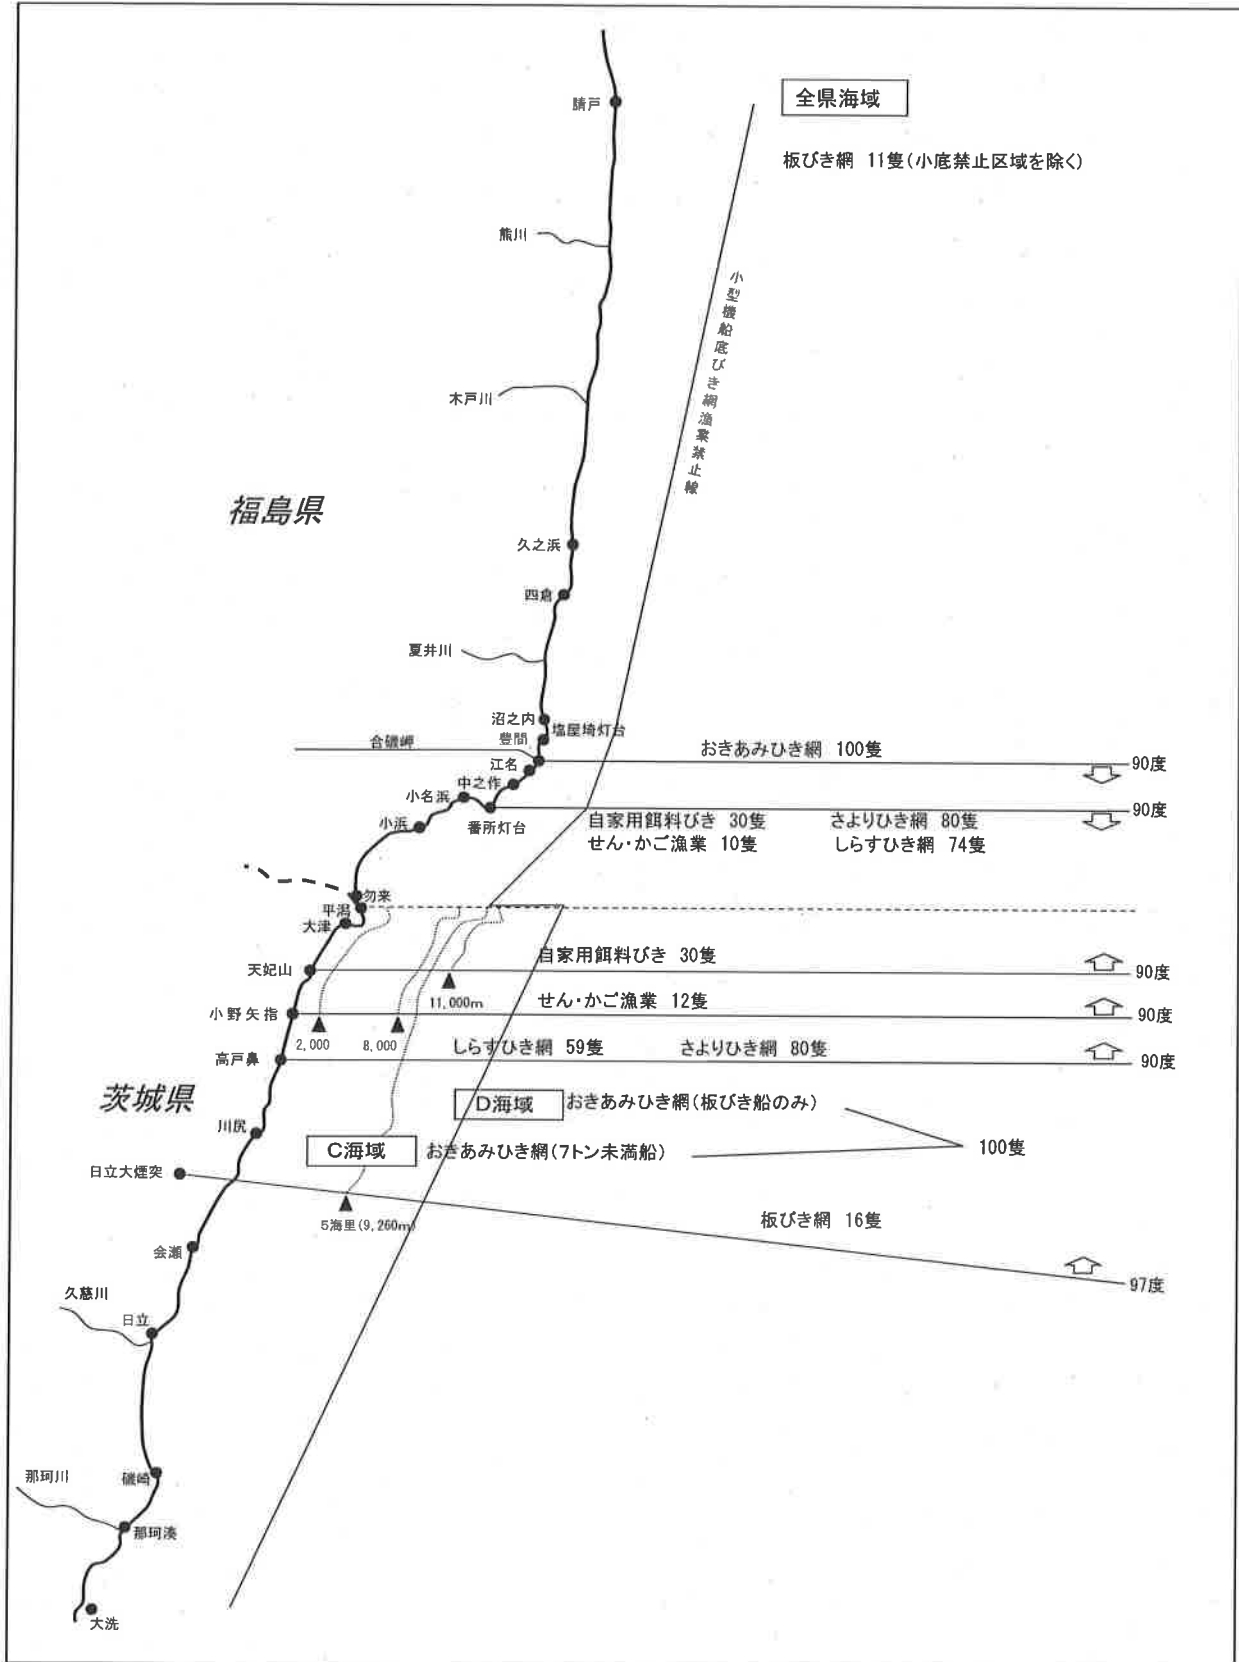 全県海域
請戸
板びき網 11隻(小底禁止区域を除く)
熊川
小型機船底びき網漁業禁止線
木戸川
福島県
久之浜
四倉
夏井川
沼之内
塩屋埼灯台
豊間
合磯岬
おきあみひき網 100隻
江名
90度
中之作
小名浜
90度
小浜
番所灯台
自家用餌料びき 30隻 さよりひき網 80隻
せん・かご漁業 10隻 しらすひき網 74隻
勿来
平潟
大津
自家用餌料びき 30隻
天妃山
90度
11,000m
せん・かご漁業 12隻
小野矢指
90度
2,000
8,000
しらすひき網 59隻 さよりひき網 80隻
高戸鼻
90度
茨城県
D海域
おきあみひき網(板びき船のみ)
川尻
C海域
おきあみひき網(7トン未満船)
100隻
日立大煙突
5海里(9,260m)
板びき網 16隻
会瀬
97度
久慈川
日立
那珂川
磯崎
那珂湊
大洗